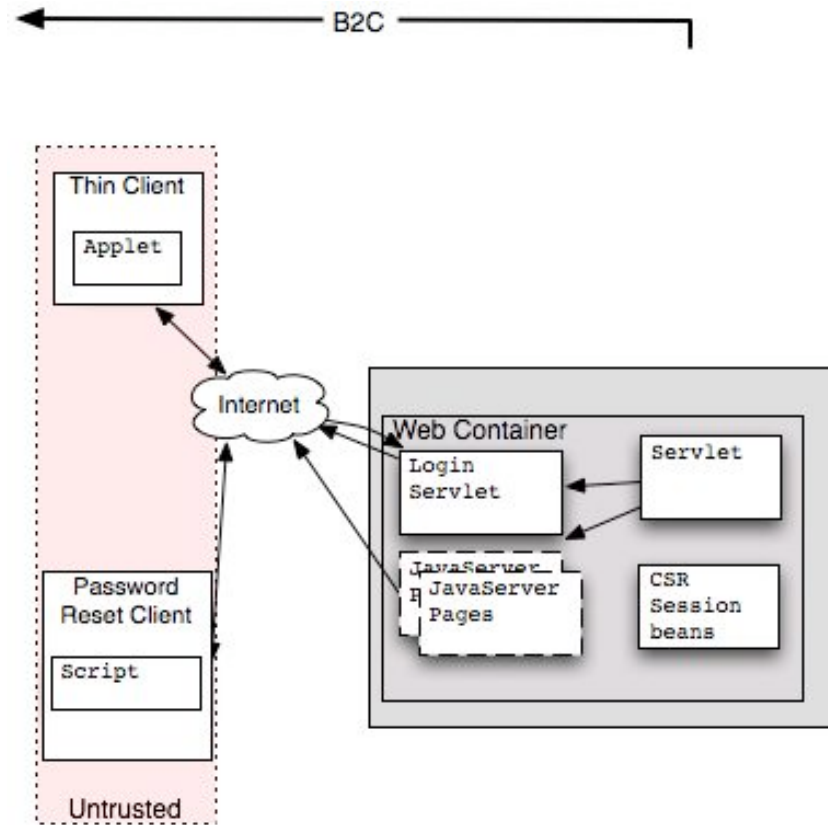 B2C
Thin Client
Applet
Internet
Web Container
Login
Servlet
Servlet
JavaServer
P
JavaServer
Pages
CSR
Session
beans
Password
Reset Client
Script
Untrusted